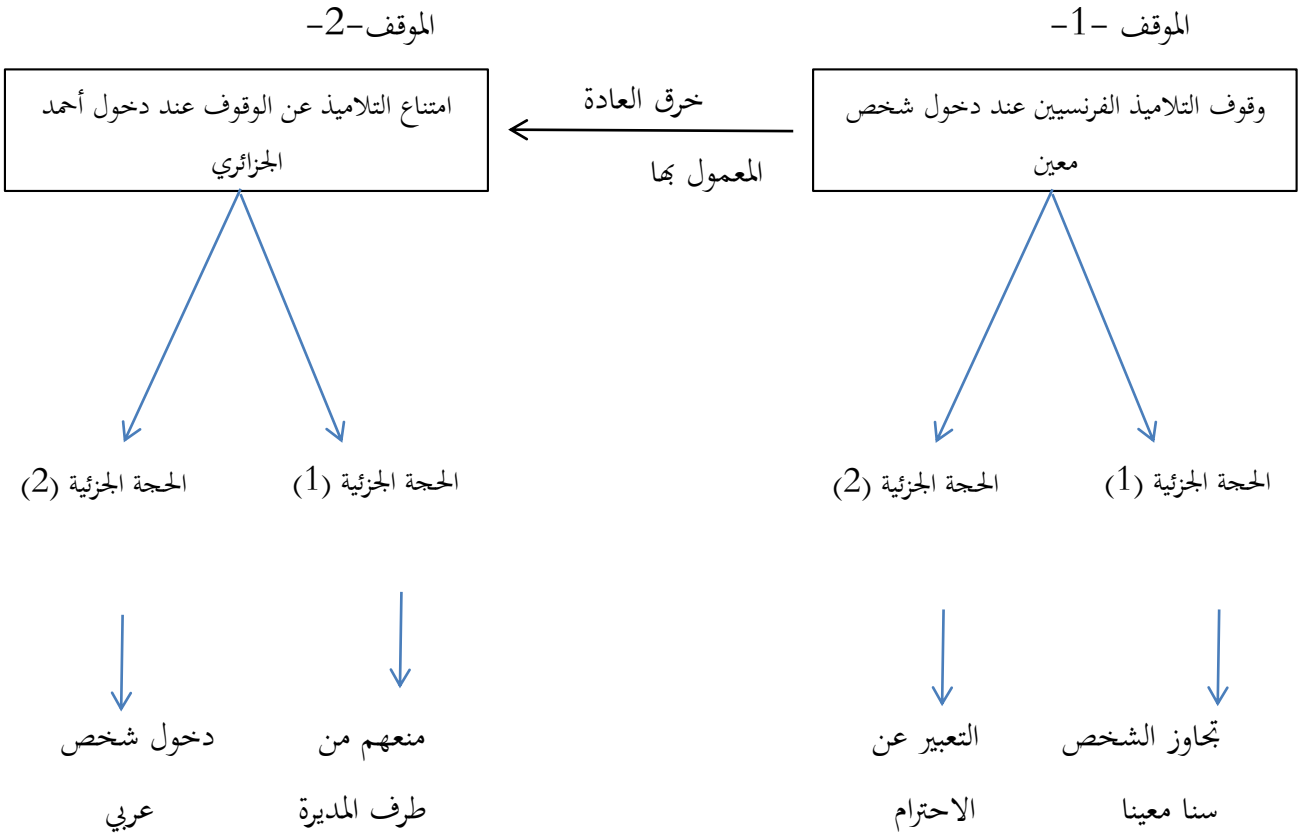 الموقف -1-
الموقف-2-
وقوف التلاميذ الفرنسيين عند دخول شخص
معين
خرق العادة
المعمول بها
امتناع التلاميذ عن الوقوف عند دخول أحمد
الجزائري
الحجة الجزئية (1)
الحجة الجزئية (2)
الحجة الجزئية (1)
الحجة الجزئية (2)
تجاوز الشخص
سنا معينا
التعبير عن
الاحترام
منعهم من
طرف المديرة
دخول شخص
عربي